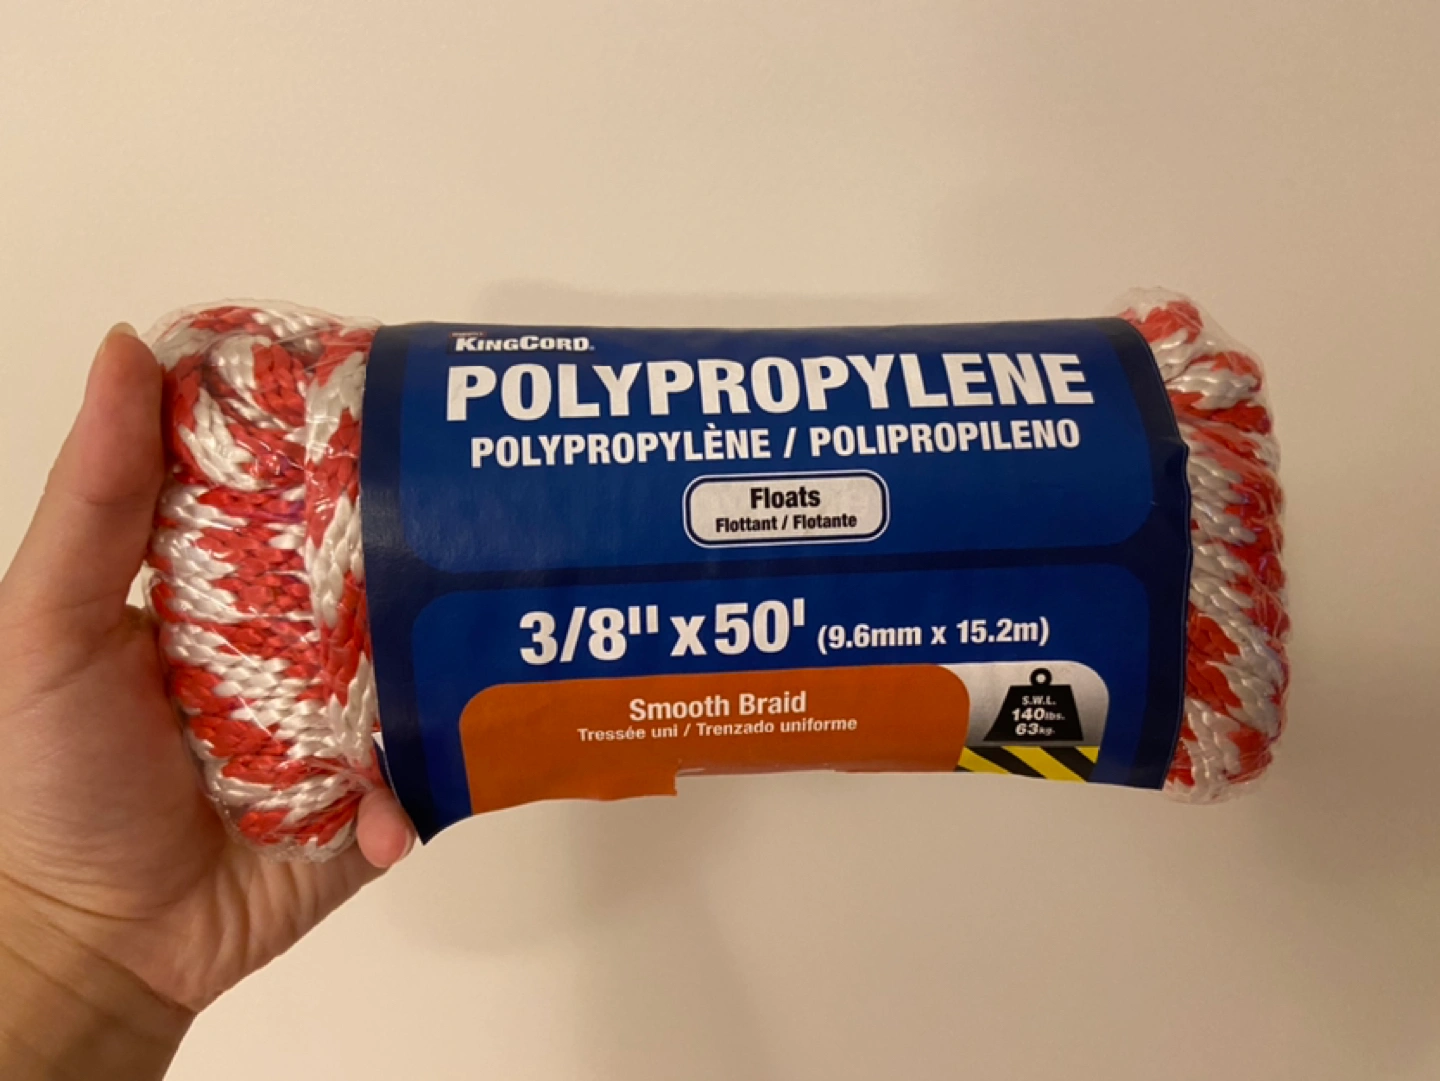 KINGCORD
POLYPROPYLENE
POLYPROPYLÈNE / POLIPROPILENO
Floats
Flottant / Flotante
3/8" x 50' (9.6mm x 15.2m)
Smooth Braid
Tressée uni / Trenzado uniforme
S.W.L.
140lbs.
63kg.